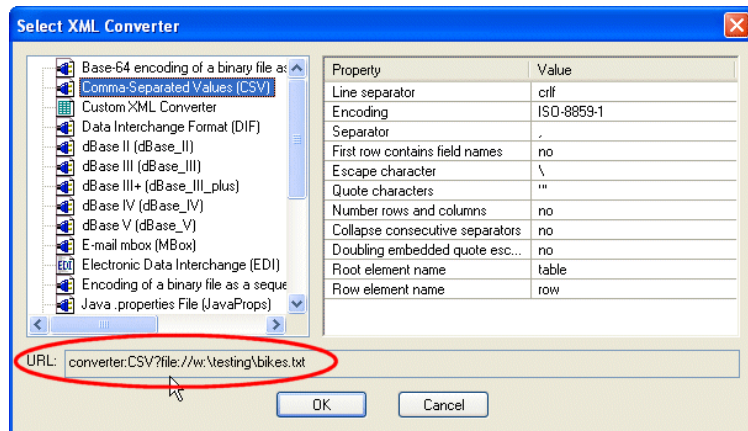 Select XML Converter
Base-64 encoding of a binary file as
Comma-Separated Values (CSV)
Custom XML Converter
Data Interchange Format (DIF)
dBase II (dBase_II)
dBase III (dBase_III)
dBase III+ (dBase_III_plus)
dBase IV (dBase_IV)
dBase V (dBase_V)
E-mail mbox (MBox)
EDI Electronic Data Interchange (EDI)
Encoding of a binary file as a seque
Java .properties File (JavaProps)
Property Value
Line separator crlf
Encoding ISO-8859-1
Separator ,
First row contains field names no
Escape character \
Quote characters '"
Number rows and columns no
Collapse consecutive separators no
Doubling embedded quote esc... no
Root element name table
Row element name row
URL: converter:CSV?file://w:\testing\bikes.txt
OK Cancel